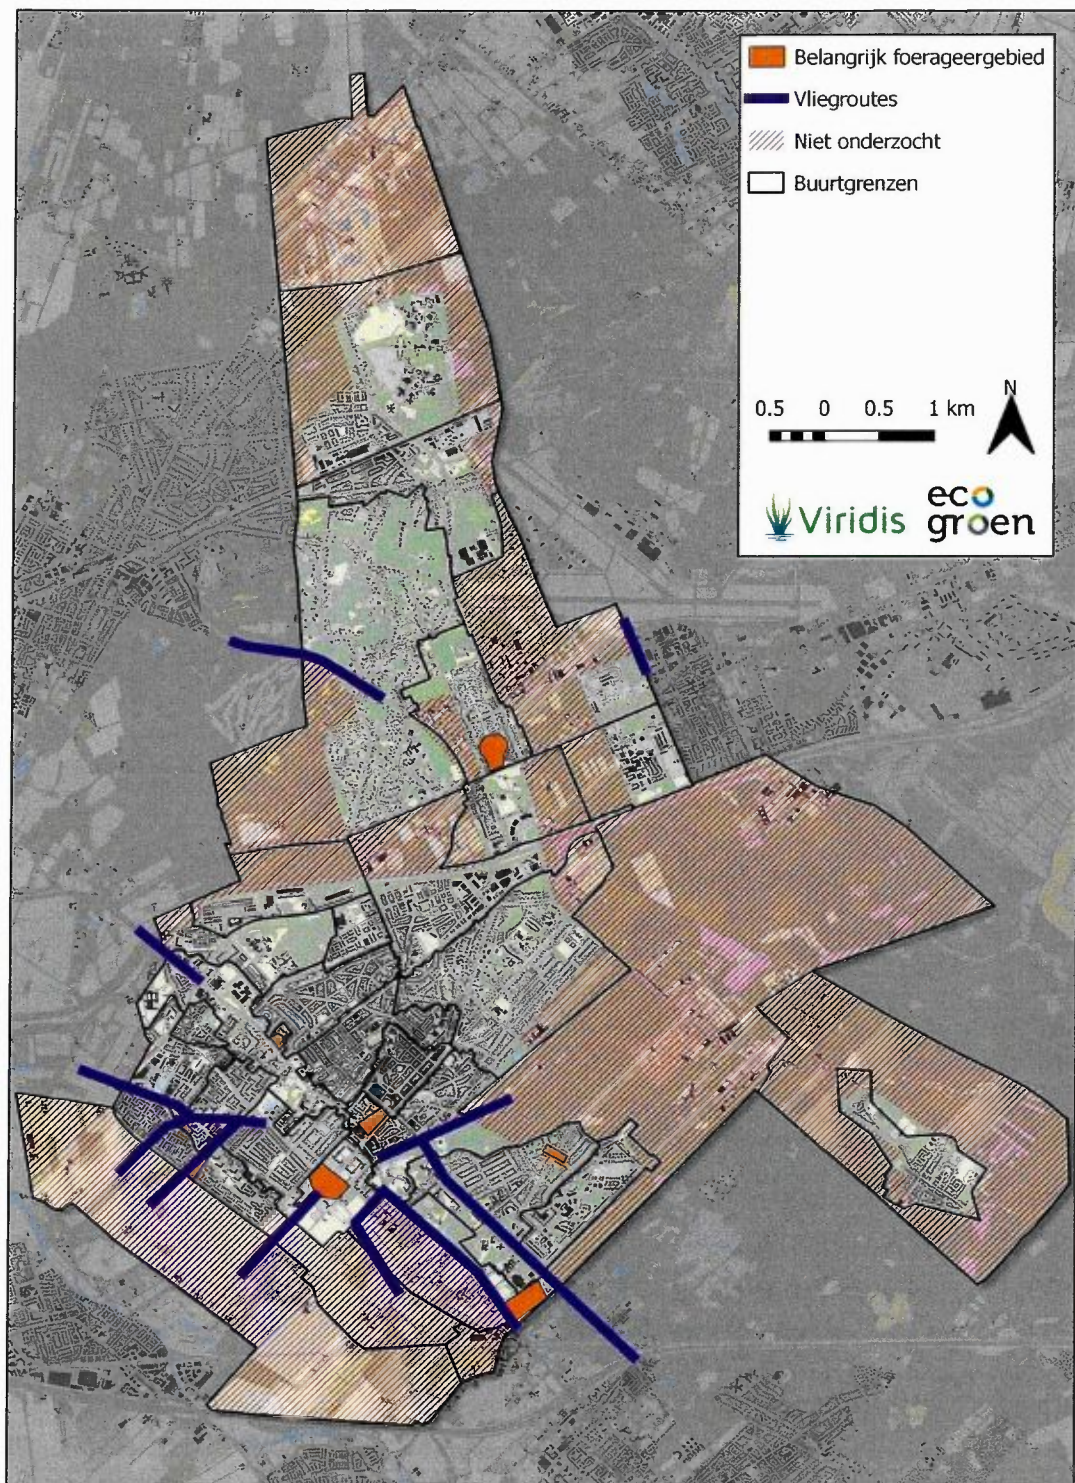 Belangrijk foerageergebied
Vliegroutes
Niet onderzocht
Buurtgrenzen
0.5 0 0.5 1 km
N
Viridis
eco
groen